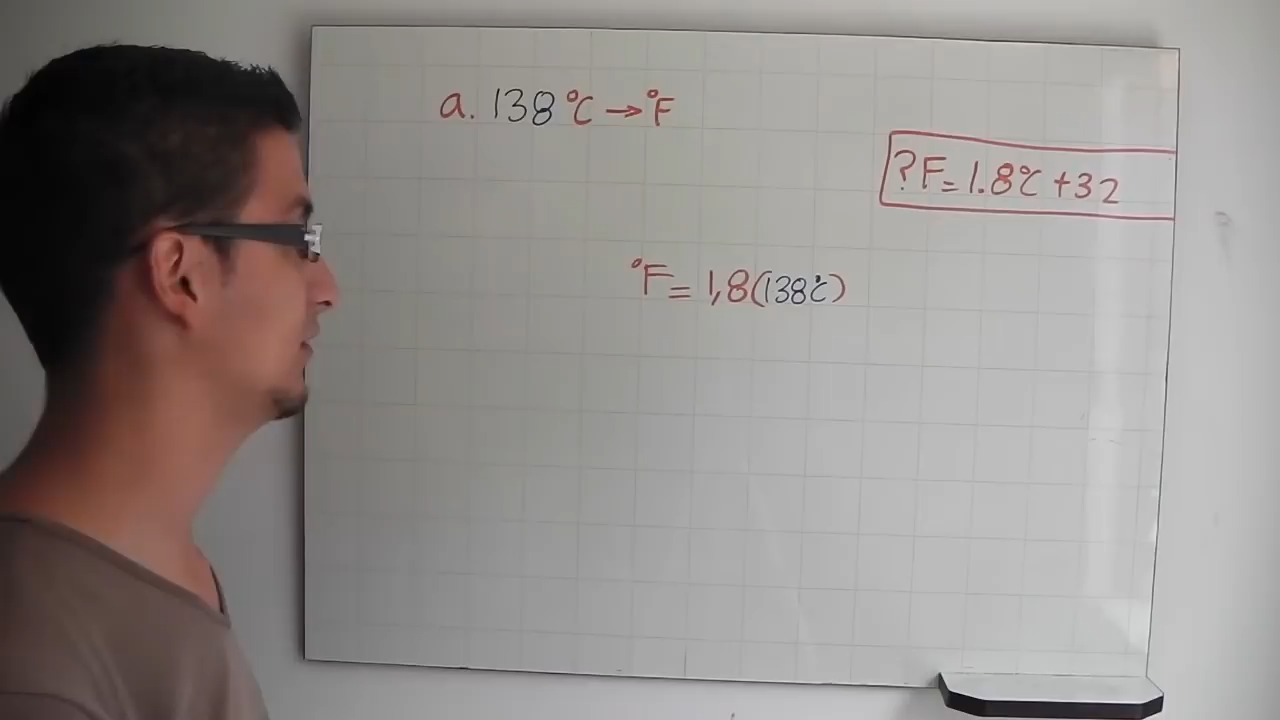 a. 138 °C → °F
?F = 1.8°C + 32
°F = 1,8(138°C)